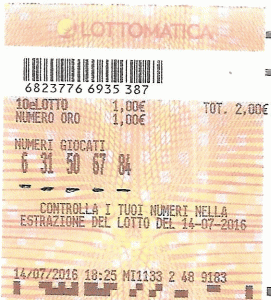 LOTTOMATICA
6823776 6935 387
10eLOTTO 1,00€ TOT. 2,00€
NUMERO ORO 1,00€
NUMERI GIOCATI
6 31 50 67 84
CONTROLLA I TUOI NUMERI NELLA
ESTRAZIONE DEL LOTTO DEL 14-07-2016
14/07/2016 18:25 MI1133 2 48 9183